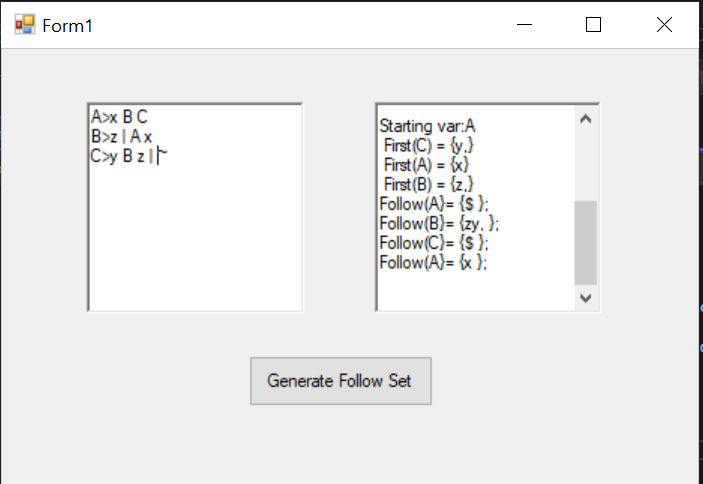 Form1
A>x B C
B>z | A x
C>y B z | ~
Starting var:A
First(C) = {y,}
First(A) = {x}
First(B) = {z,}
Follow(A}= {$ };
Follow(B}= {zy, };
Follow(C}= {$ };
Follow(A}= {x };
Generate Follow Set